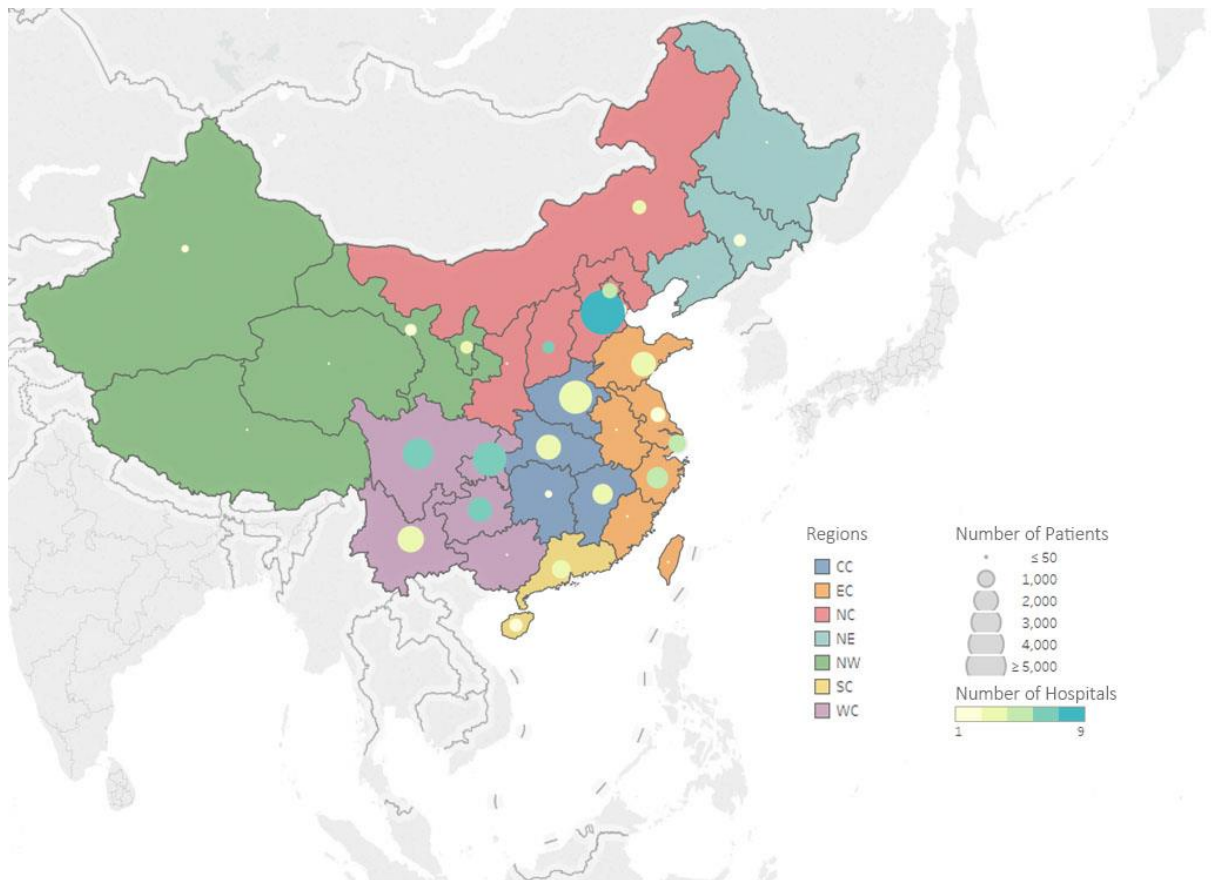 Regions
CC
EC
NC
NE
NW
SC
WC
Number of Patients
≤ 50
1,000
2,000
3,000
4,000
≥ 5,000
Number of Hospitals
1 9